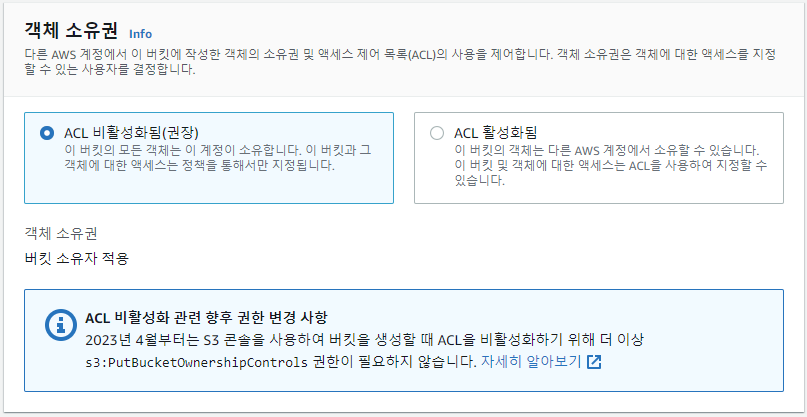 객체 소유권 Info
다른 AWS 계정에서 이 버킷에 작성한 객체의 소유권 및 액세스 제어 목록(ACL)의 사용을 제어합니다. 객체 소유권은 객체에 대한 액세스를 지정
할 수 있는 사용자를 결정합니다.
ACL 비활성화됨(권장)
이 버킷의 모든 객체는 이 계정이 소유합니다. 이 버킷과 그
객체에 대한 액세스는 정책을 통해서만 지정됩니다.
ACL 활성화됨
이 버킷의 객체는 다른 AWS 계정에서 소유할 수 있습니다.
이 버킷 및 객체에 대한 액세스는 ACL을 사용하여 지정할 수
있습니다.
객체 소유권
버킷 소유자 적용
ACL 비활성화 관련 향후 권한 변경 사항
2023년 4월부터는 S3 콘솔을 사용하여 버킷을 생성할 때 ACL을 비활성화하기 위해 더 이상
s3:PutBucketOwnershipControls 권한이 필요하지 않습니다. 자세히 알아보기